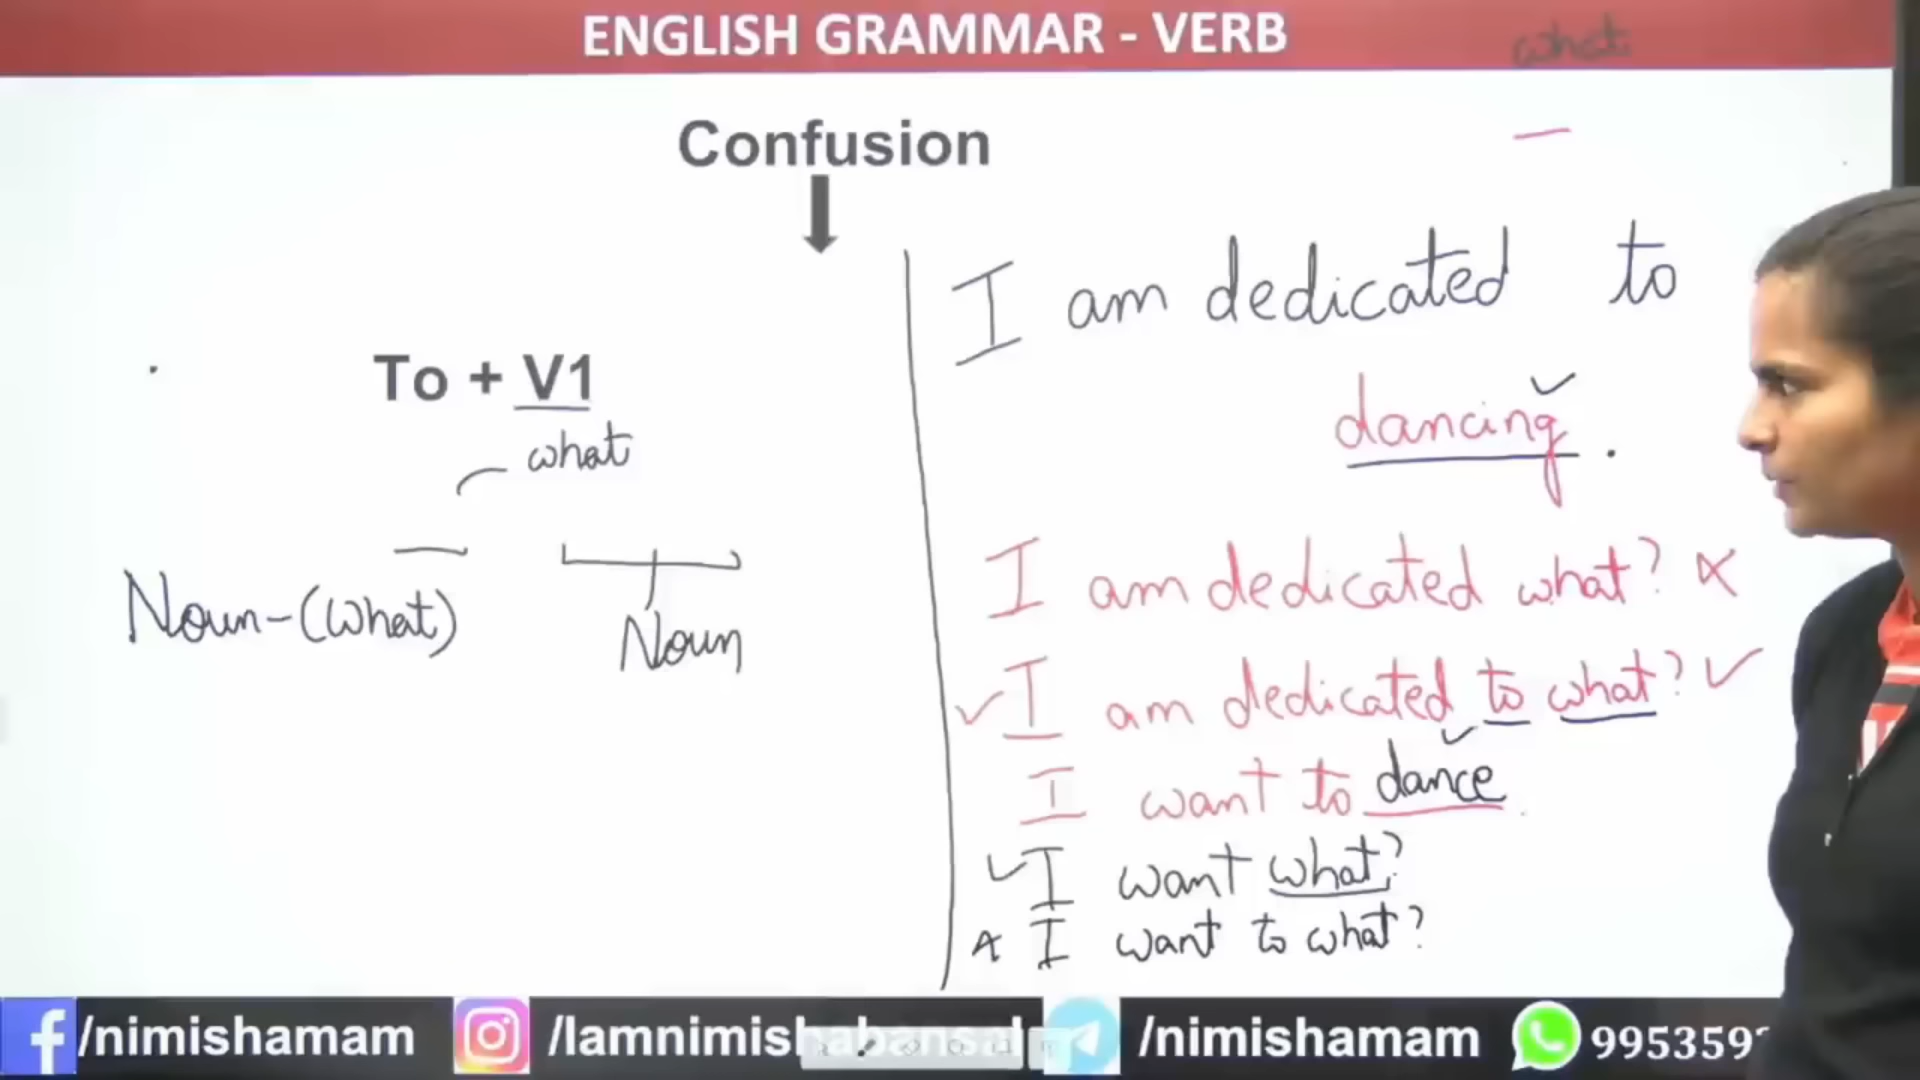 ENGLISH GRAMMAR - VERB
what
Confusion
To + V1
what
Noun-(what)
Noun
I am dedicated to
dancing.
I am dedicated what?
I am dedicated to what?
I want to dance
I want what?
I want to what?
/nimishamam
/Iamnimishabansal
/nimishamam
995359